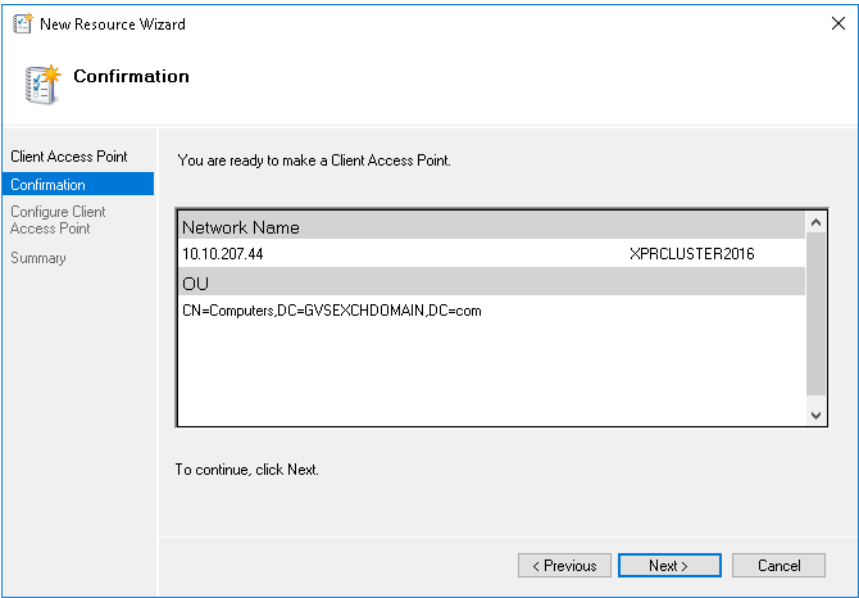 New Resource Wizard
Confirmation
Client Access Point
Confirmation
Configure Client
Access Point
Summary
You are ready to make a Client Access Point.
Network Name
10.10.207.44 XPRCLUSTER2016
OU
CN=Computers,DC=GVSEXCHDOMAIN,DC=com
To continue, click Next.
< Previous Next > Cancel